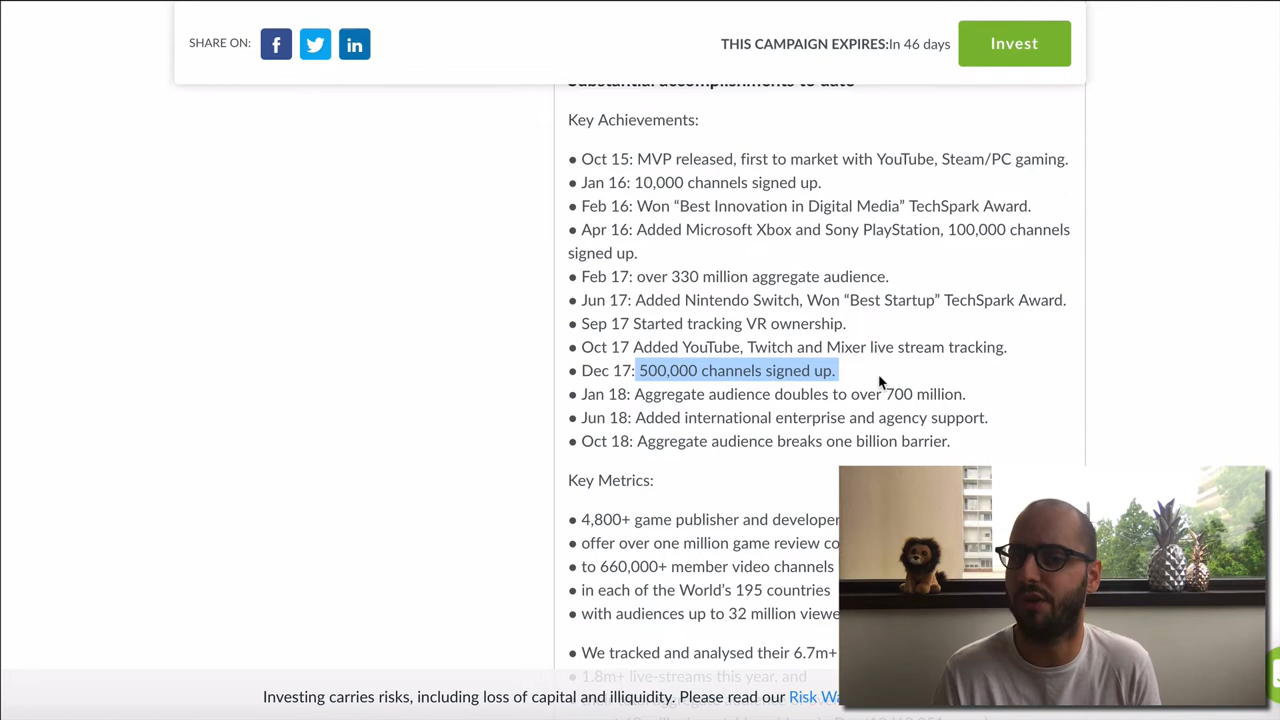 SHARE ON:
THIS CAMPAIGN EXPIRES:In 46 days
Invest
Substantial accomplishments to date
Key Achievements:
● Oct 15: MVP released, first to market with YouTube, Steam/PC gaming.
● Jan 16: 10,000 channels signed up.
● Feb 16: Won “Best Innovation in Digital Media” TechSpark Award.
● Apr 16: Added Microsoft Xbox and Sony PlayStation, 100,000 channels
signed up.
● Feb 17: over 330 million aggregate audience.
● Jun 17: Added Nintendo Switch, Won “Best Startup” TechSpark Award.
● Sep 17 Started tracking VR ownership.
● Oct 17 Added YouTube, Twitch and Mixer live stream tracking.
● Dec 17: 500,000 channels signed up.
● Jan 18: Aggregate audience doubles to over 700 million.
● Jun 18: Added international enterprise and agency support.
● Oct 18: Aggregate audience breaks one billion barrier.
Key Metrics:
● 4,800+ game publisher and developer
● offer over one million game review
● to 660,000+ member video channels
● in each of the World’s 195 countries
● with audiences up to 32 million
● We tracked and analysed their 6.7m+
● 1.8m+ live-streams this year, and
Investing carries risks, including loss of capital and illiquidity. Please read our Risk